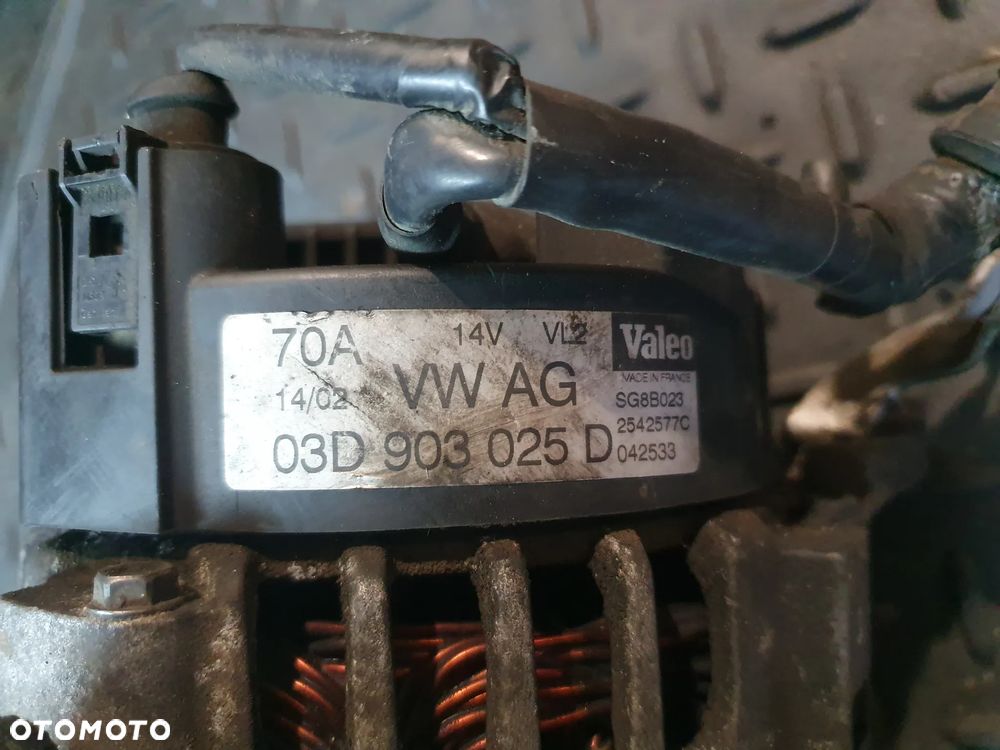 70A 14V VL2 Valeo
MADE IN FRANCE
14/02 VW AG SG8B023
2542577C
03D 903 025 D 042533
OTOMOTO